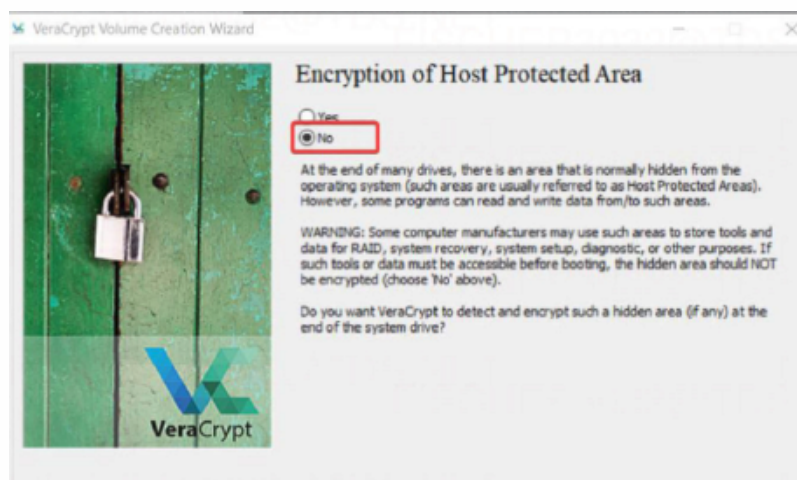 VeraCrypt Volume Creation Wizard
Encryption of Host Protected Area
Yes
No
At the end of many drives, there is an area that is normally hidden from the
operating system (such areas are usually referred to as Host Protected Areas).
However, some programs can read and write data from/to such areas.
WARNING: Some computer manufacturers may use such areas to store tools and
data for RAID, system recovery, system setup, diagnostic, or other purposes. If
such tools or data must be accessible before booting, the hidden area should NOT
be encrypted (choose 'No' above).
Do you want VeraCrypt to detect and encrypt such a hidden area (if any) at the
end of the system drive?
VeraCrypt